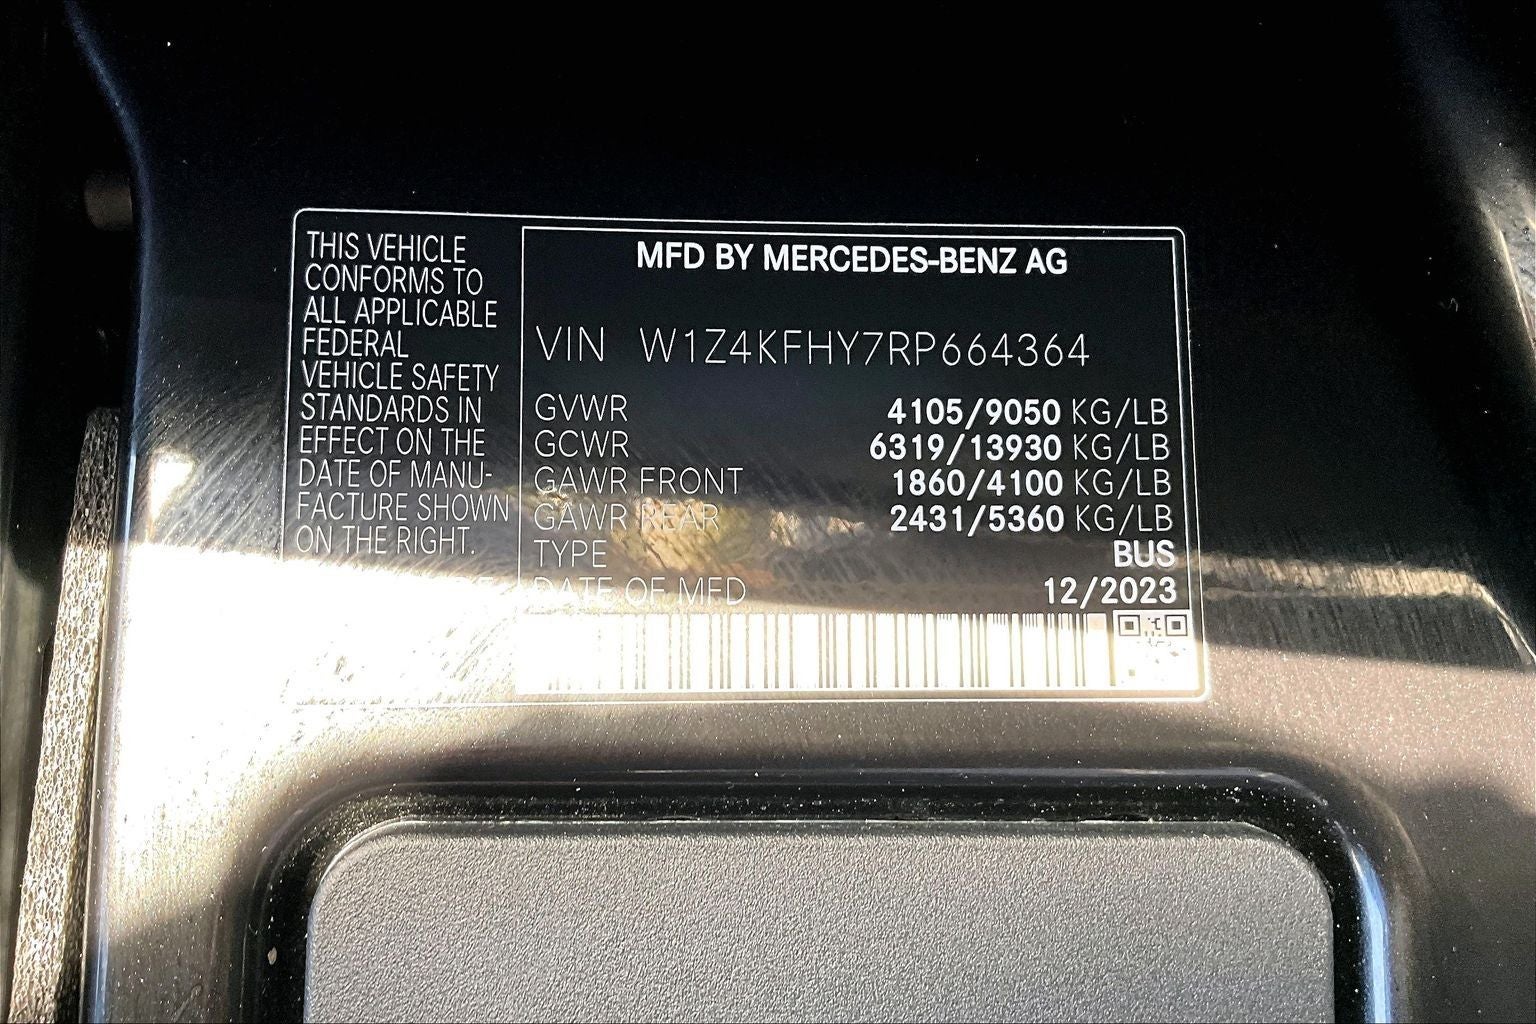 THIS VEHICLE
CONFORMS TO
ALL APPLICABLE
FEDERAL
VEHICLE SAFETY
STANDARDS IN
EFFECT ON THE
DATE OF MANU-
FACTURE SHOWN
ON THE RIGHT.
MFD BY MERCEDES-BENZ AG
VIN W1Z4KFHY7RP664364
GVWR 4105/9050 KG/LB
GCWR 6319/13930 KG/LB
GAWR FRONT 1860/4100 KG/LB
GAWR REAR 2431/5360 KG/LB
TYPE BUS
DATE OF MFD 12/2023